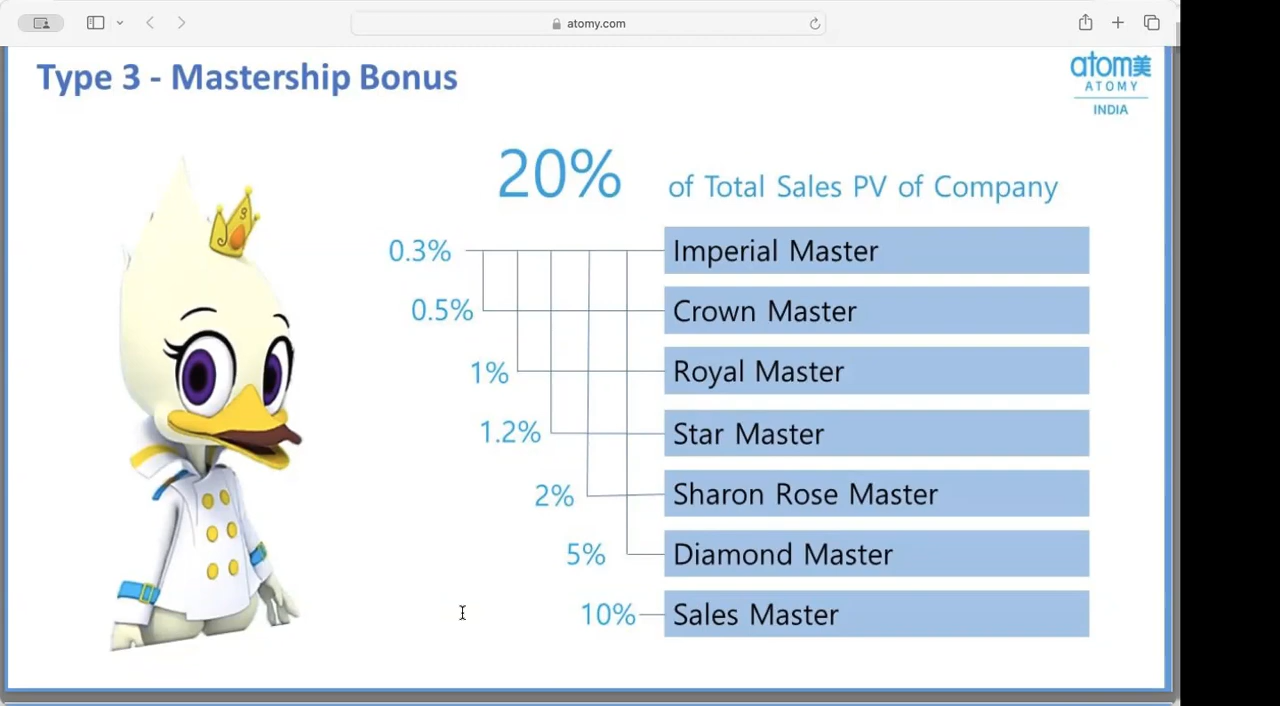 atomy.com
Type 3 - Mastership Bonus
atom美
ATOMY
INDIA
20% of Total Sales PV of Company
0.3% Imperial Master
0.5% Crown Master
1% Royal Master
1.2% Star Master
2% Sharon Rose Master
5% Diamond Master
10% Sales Master